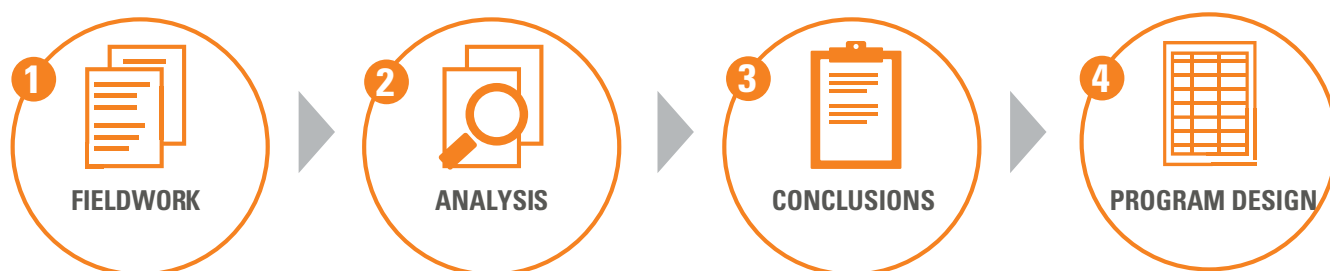 1
FIELDWORK
2
ANALYSIS
3
CONCLUSIONS
4
PROGRAM DESIGN